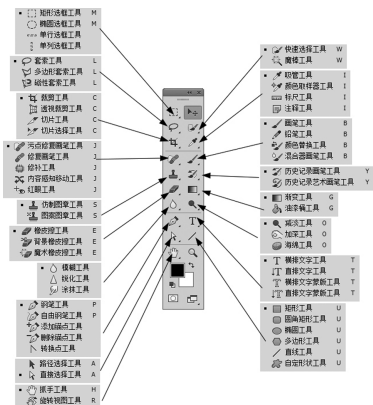 矩形选框工具 M
椭圆选框工具 M
单行选框工具
单列选框工具
套索工具 L
多边形套索工具 L
磁性套索工具 L
裁剪工具 C
透视裁剪工具 C
切片工具 C
切片选择工具 C
污点修复画笔工具 J
修复画笔工具 J
修补工具 J
内容感知移动工具 J
红眼工具 J
仿制图章工具 S
图案图章工具 S
橡皮擦工具 E
背景橡皮擦工具 E
魔术橡皮擦工具 E
模糊工具
锐化工具
涂抹工具
钢笔工具 P
自由钢笔工具 P
添加锚点工具
删除锚点工具
转换点工具
路径选择工具 A
直接选择工具 A
抓手工具 H
旋转视图工具 R
快速选择工具 W
魔棒工具 W
吸管工具 I
颜色取样器工具 I
标尺工具 I
注释工具 I
画笔工具 B
铅笔工具 B
颜色替换工具 B
混合器画笔工具 B
历史记录画笔工具 Y
历史记录艺术画笔工具 Y
渐变工具 G
油漆桶工具 G
减淡工具 O
加深工具 O
海绵工具 O
横排文字工具 T
直排文字工具 T
横排文字蒙版工具 T
直排文字蒙版工具 T
矩形工具 U
圆角矩形工具 U
椭圆工具 U
多边形工具 U
直线工具 U
自定形状工具 U